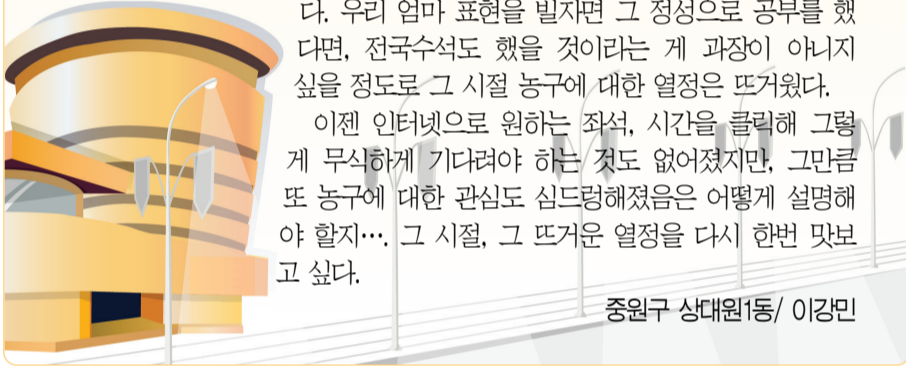 다. 우리 엄마 표현을 빌자면 그 정성으로 공부를 했
다면, 전국수석도 했을 것이라는 게 과장이 아니지
싶을 정도로 그 시절 농구에 대한 열정은 뜨거웠다.
이젠 인터넷으로 원하는 좌석, 시간을 클릭해 그렇
게 무식하게 기다려야 하는 것도 없어졌지만, 그만큼
또 농구에 대한 관심도 심드렁해졌음은 어떻게 설명해
야 할지…. 그 시절, 그 뜨거운 열정을 다시 한번 맛보
고 싶다.
중원구 상대원1동/ 이강민